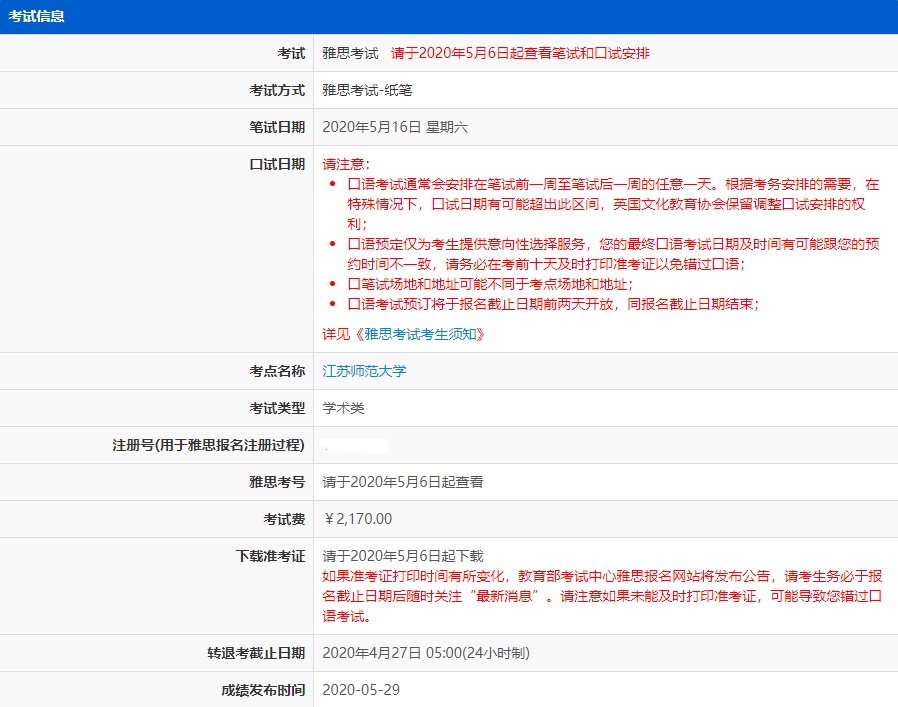 考试信息
考试 雅思考试 请于2020年5月6日起查看笔试和口试安排
考试方式 雅思考试-纸笔
笔试日期 2020年5月16日 星期六
口试日期 请注意：
口语考试通常会安排在笔试前一周至笔试后一周的任意一天。根据考务安排的需要，在
特殊情况下，口试日期有可能超出此区间，英国文化教育协会保留调整口试安排的权
利；
口语预定仅为考生提供意向性选择服务，您的最终口语考试日期及时间有可能跟您的预
约时间不一致，请务必在考前十天及时打印准考证以免错过口语；
口笔试场地和地址可能不同于考点场地和地址；
口语考试预订将于报名截止日期前两天开放，同报名截止日期结束；
详见《雅思考试考生须知》
考点名称 江苏师范大学
考试类型 学术类
注册号(用于雅思报名注册过程)
雅思考号 请于2020年5月6日起查看
考试费 ￥2,170.00
下载准考证 请于2020年5月6日起下载
如果准考证打印时间有所变化，教育部考试中心雅思报名网站将发布公告，请考生务必于报
名截止日期后随时关注“最新消息”。请注意如果未能及时打印准考证，可能导致您错过口
语考试。
转退考截止日期 2020年4月27日 05:00(24小时制)
成绩发布时间 2020-05-29